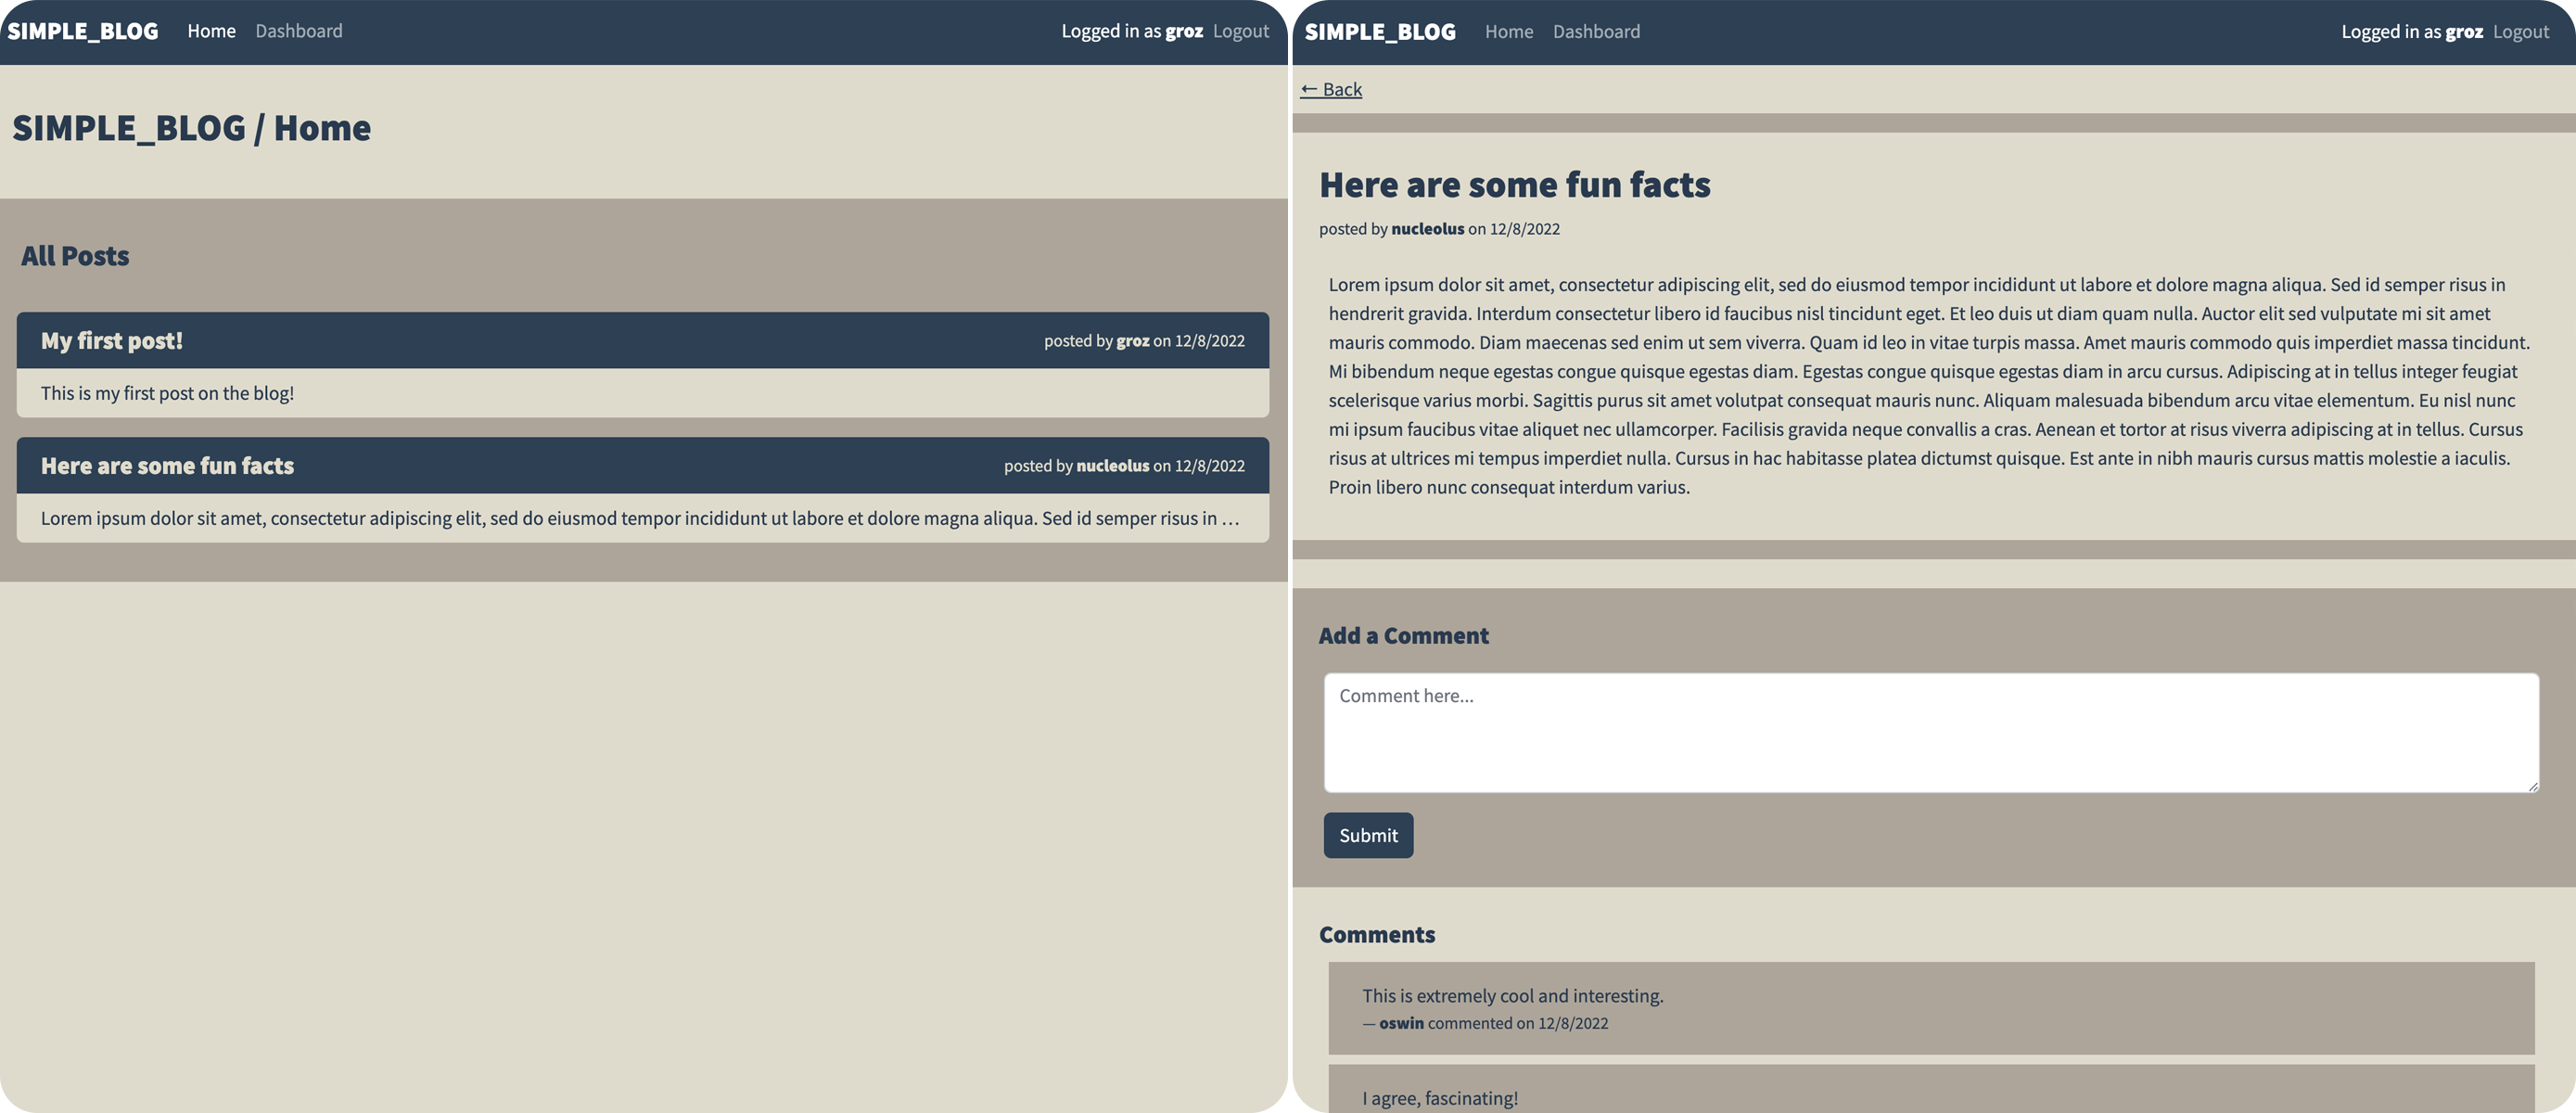 SIMPLE_BLOG Home Dashboard Logged in as groz Logout
SIMPLE_BLOG / Home
All Posts
My first post! posted by groz on 12/8/2022
This is my first post on the blog!
Here are some fun facts posted by nucleolus on 12/8/2022
Lorem ipsum dolor sit amet, consectetur adipiscing elit, sed do eiusmod tempor incididunt ut labore et dolore magna aliqua. Sed id semper risus in …
SIMPLE_BLOG Home Dashboard Logged in as groz Logout
← Back
Here are some fun facts
posted by nucleolus on 12/8/2022
Lorem ipsum dolor sit amet, consectetur adipiscing elit, sed do eiusmod tempor incididunt ut labore et dolore magna aliqua. Sed id semper risus in
hendrerit gravida. Interdum consectetur libero id faucibus nisl tincidunt eget. Et leo duis ut diam quam nulla. Auctor elit sed vulputate mi sit amet
mauris commodo. Diam maecenas sed enim ut sem viverra. Quam id leo in vitae turpis massa. Amet mauris commodo quis imperdiet massa tincidunt.
Mi bibendum neque egestas congue quisque egestas diam. Egestas congue quisque egestas diam in arcu cursus. Adipiscing at in tellus integer feugiat
scelerisque varius morbi. Sagittis purus sit amet volutpat consequat mauris nunc. Aliquam malesuada bibendum arcu vitae elementum. Eu nisl nunc
mi ipsum faucibus vitae aliquet nec ullamcorper. Facilisis gravida neque convallis a cras. Aenean et tortor at risus viverra adipiscing at in tellus. Cursus
risus at ultrices mi tempus imperdiet nulla. Cursus in hac habitasse platea dictumst quisque. Est ante in nibh mauris cursus mattis molestie a iaculis.
Proin libero nunc consequat interdum varius.
Add a Comment
Comment here...
Submit
Comments
This is extremely cool and interesting.
— oswin commented on 12/8/2022
I agree, fascinating!